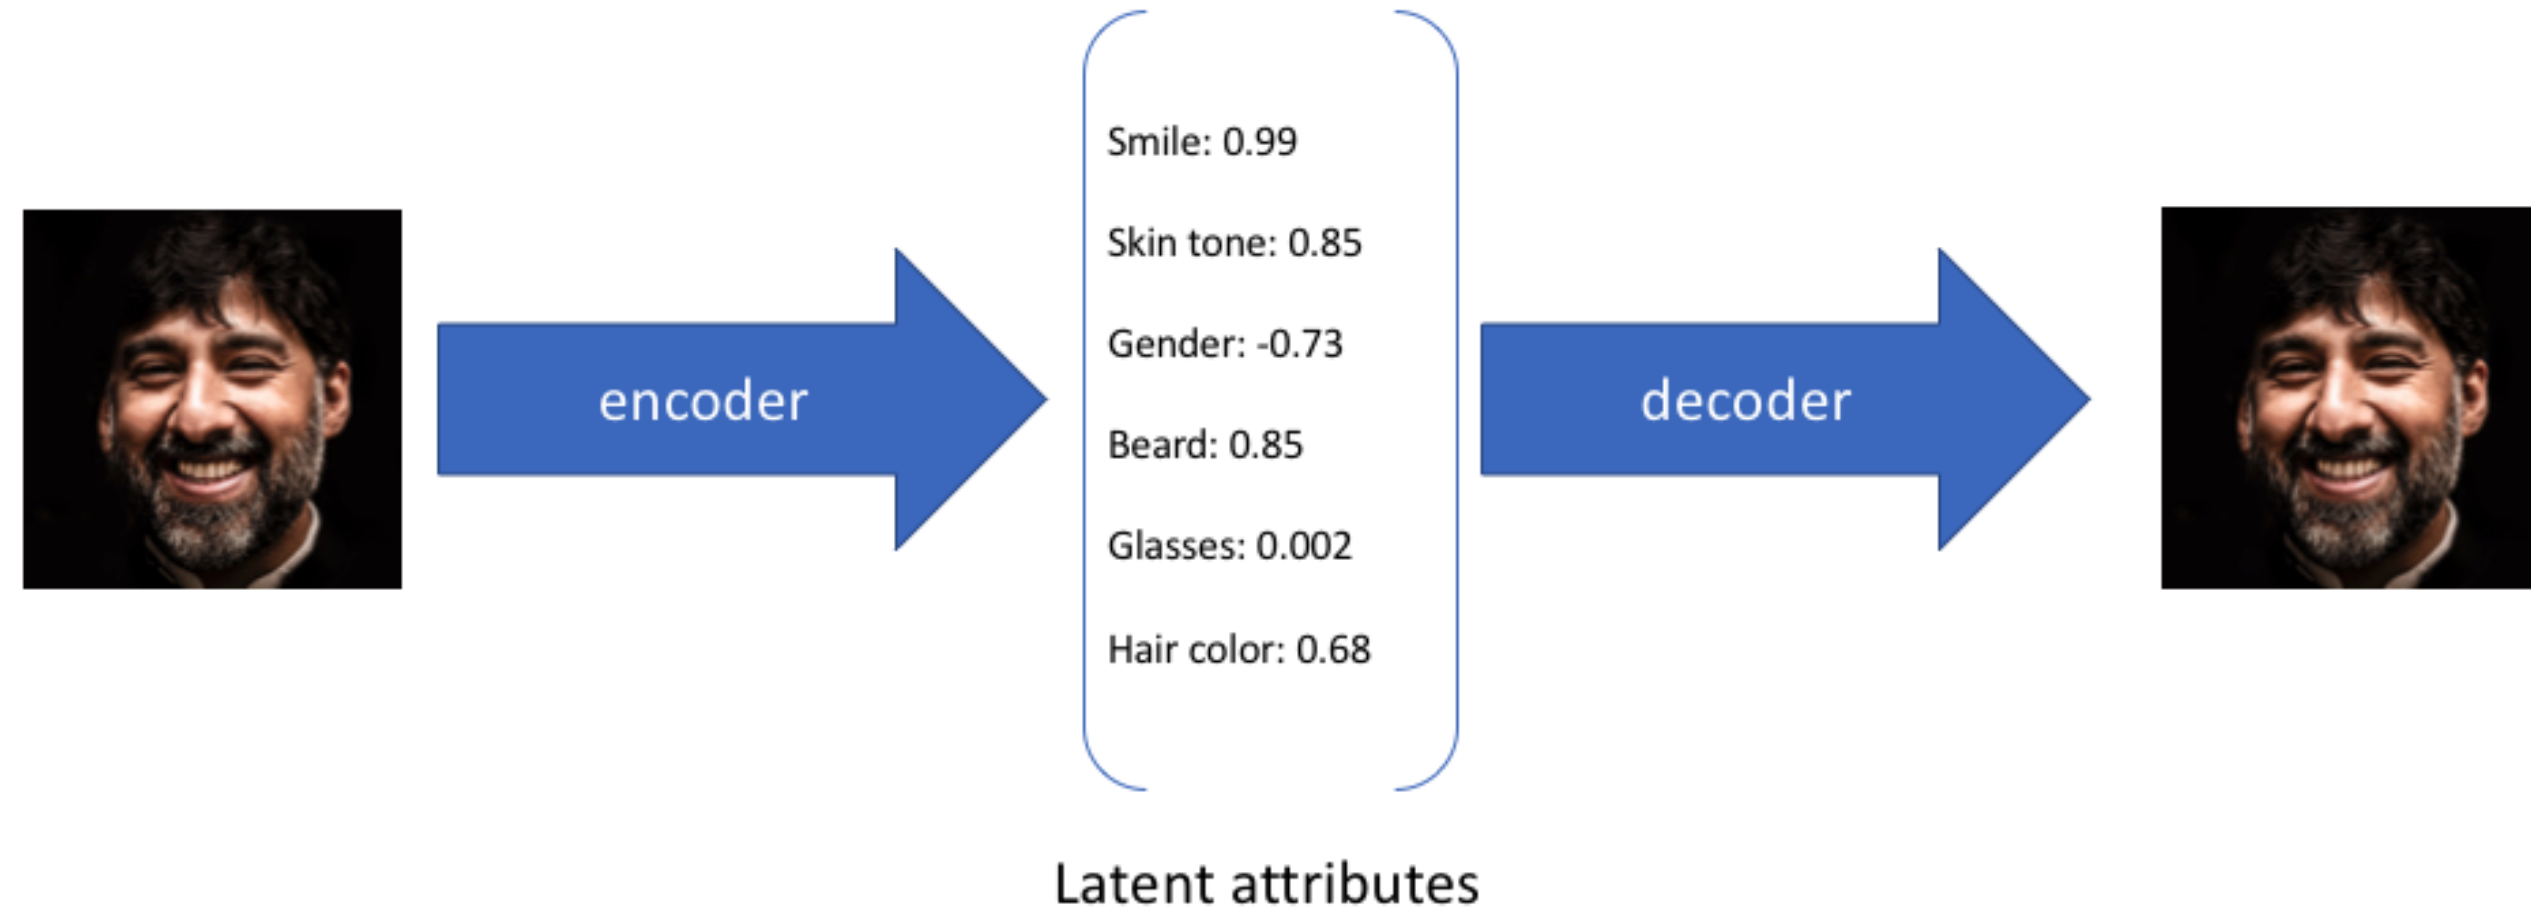 encoder
Smile: 0.99
Skin tone: 0.85
Gender: -0.73
Beard: 0.85
Glasses: 0.002
Hair color: 0.68
decoder
Latent attributes